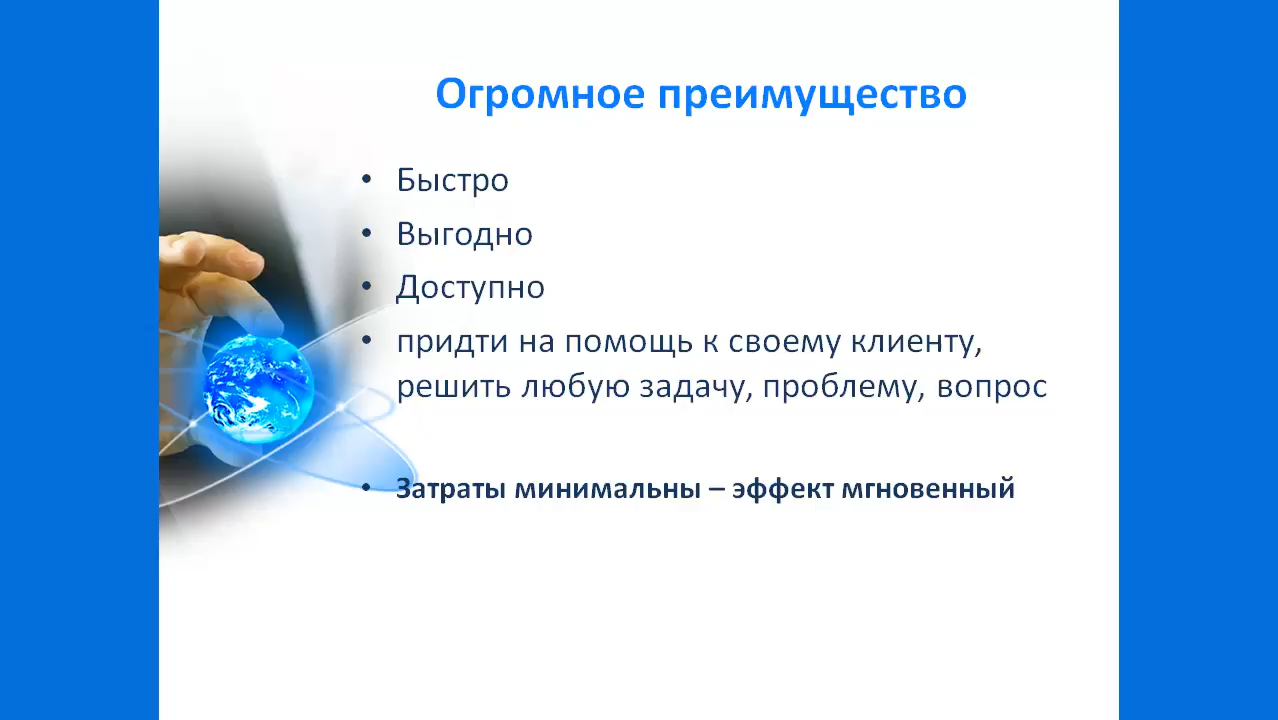 Огромное преимущество
• Быстро
• Выгодно
• Доступно
• придти на помощь к своему клиенту,
решить любую задачу, проблему, вопрос
• Затраты минимальны – эффект мгновенный